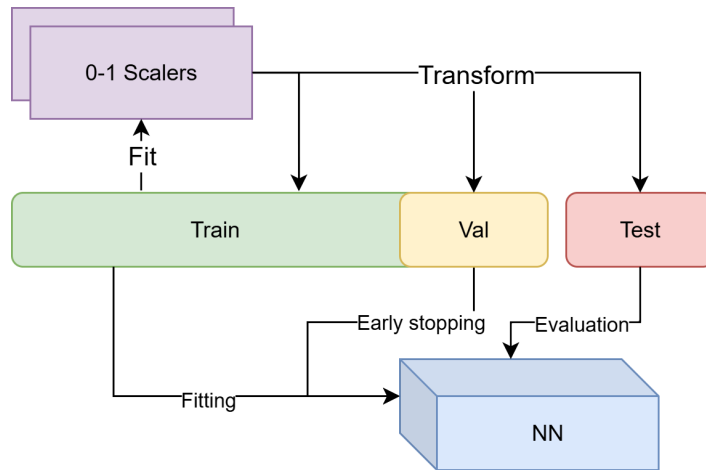 0-1 Scalers
Transform
Fit
Train
Val
Test
Early stopping
Evaluation
Fitting
NN